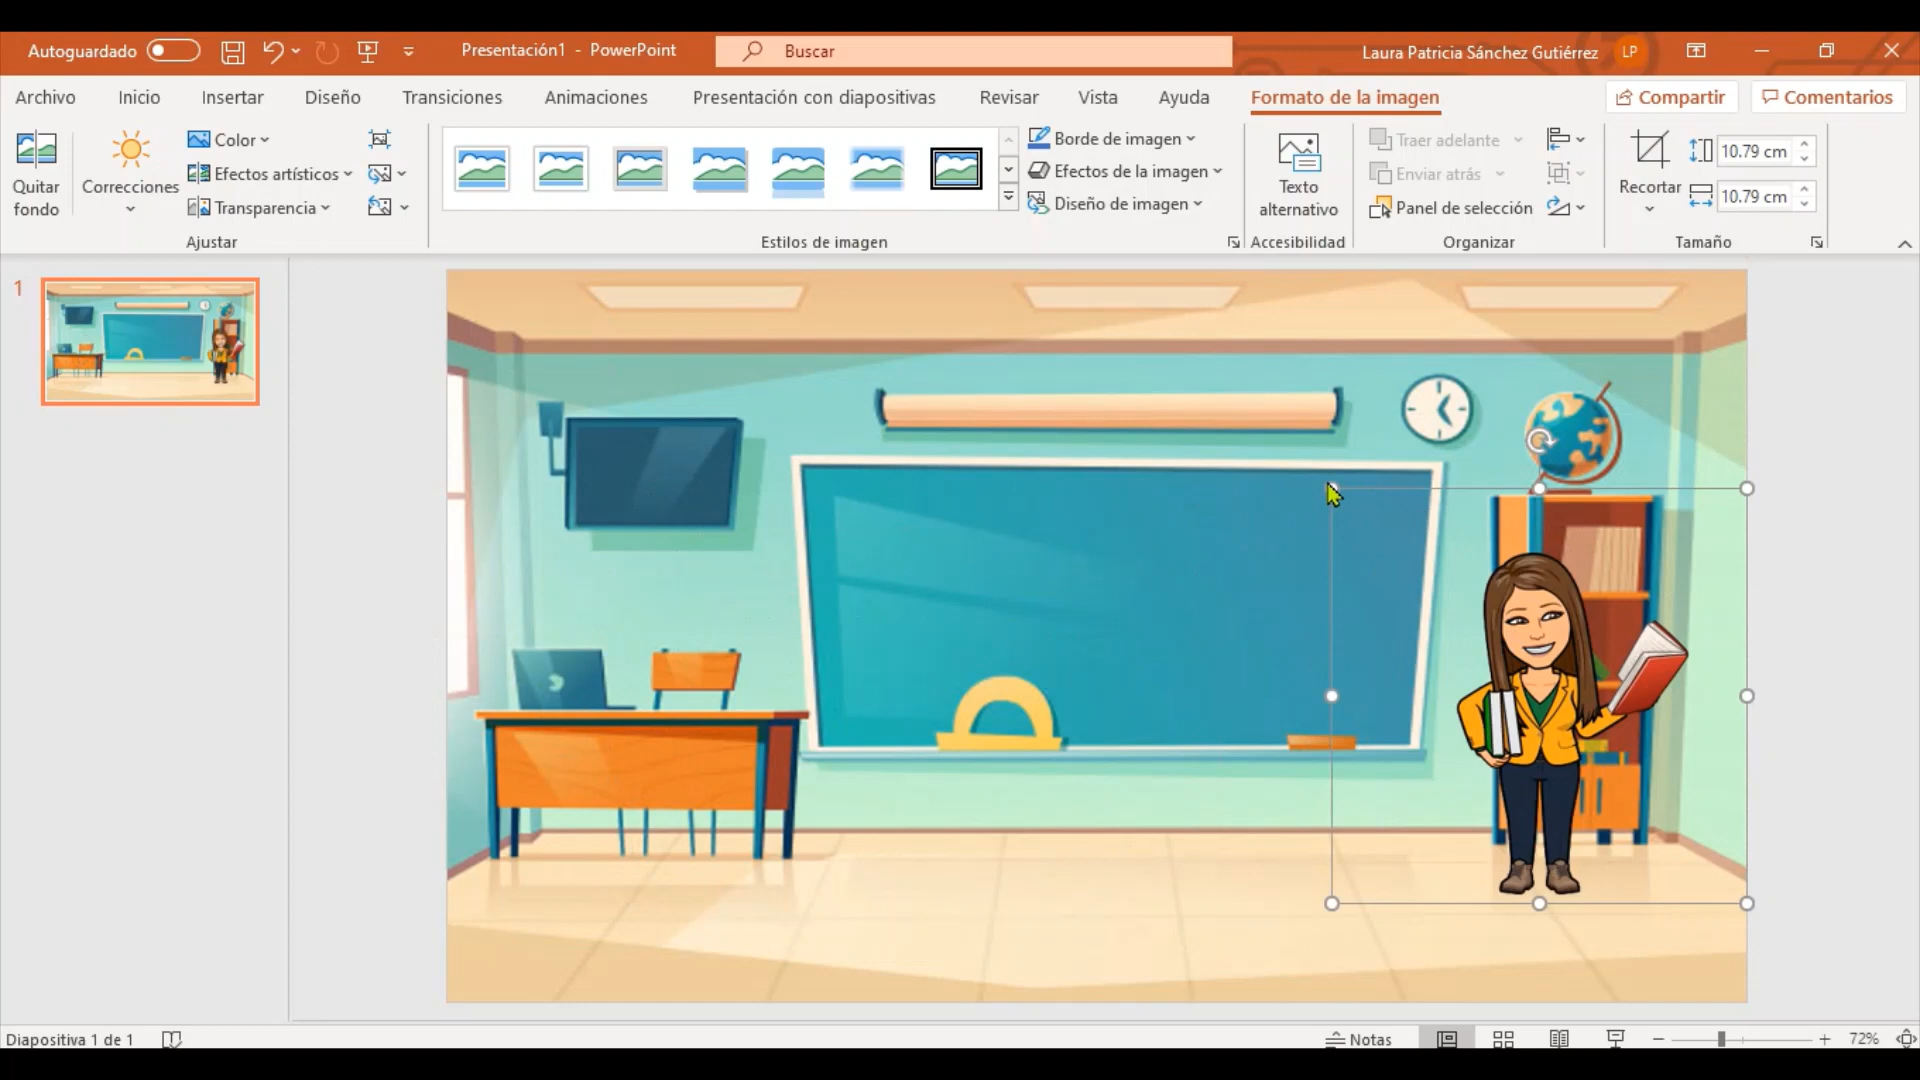 Autoguardado
Presentación1 - PowerPoint
Buscar
Laura Patricia Sánchez Gutiérrez
LP
Archivo
Inicio
Insertar
Diseño
Transiciones
Animaciones
Presentación con diapositivas
Revisar
Vista
Ayuda
Formato de la imagen
Compartir
Comentarios
Quitar
fondo
Correcciones
Color
Efectos artísticos
Transparencia
Ajustar
Estilos de imagen
Borde de imagen
Efectos de la imagen
Diseño de imagen
Texto
alternativo
Accesibilidad
Traer adelante
Enviar atrás
Panel de selección
Organizar
Recortar
10.79 cm
10.79 cm
Tamaño
1
Diapositiva 1 de 1
Notas
72%